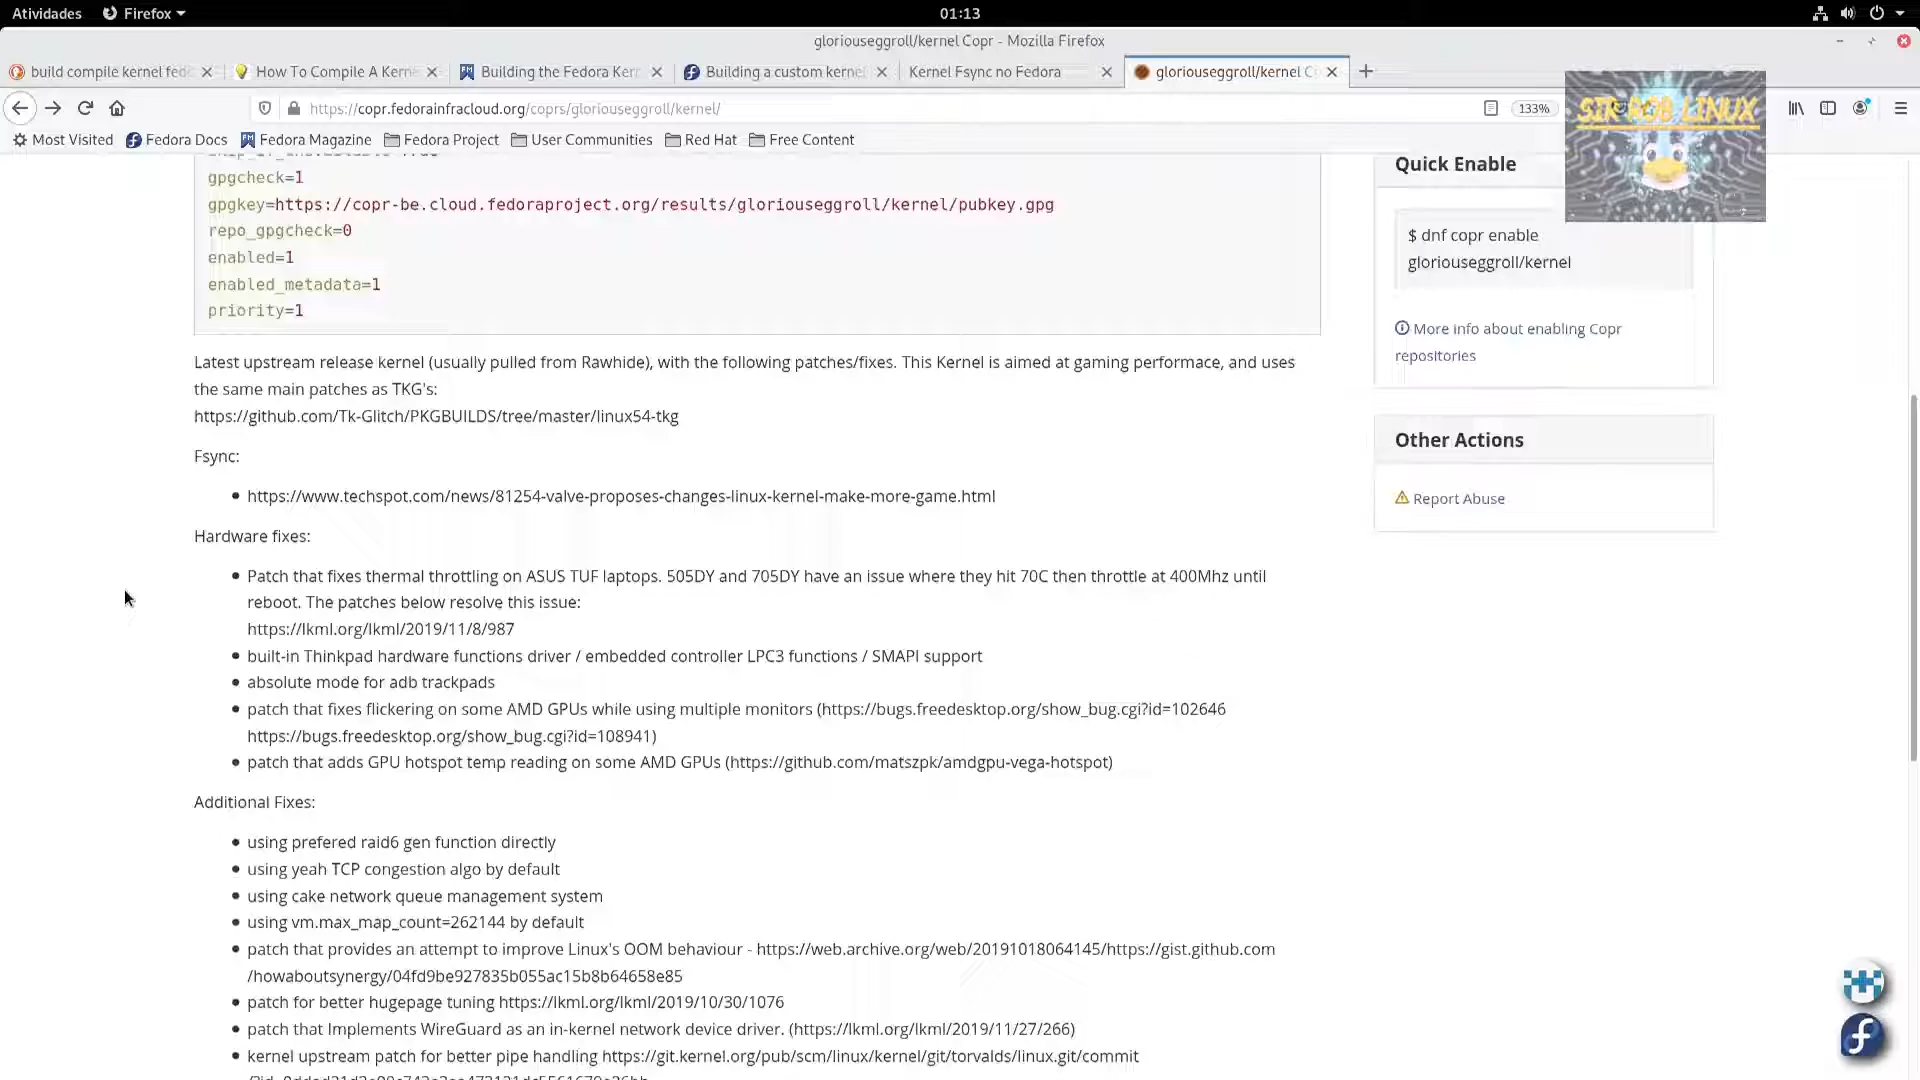 Atividades Firefox 01:13
gloriouseggroll/kernel Copr - Mozilla Firefox
build compile kernel fedo How To Compile A Kerne Building the Fedora Kern Building a custom kernel Kernel Fsync no Fedora gloriouseggroll/kernel C
https://copr.fedorainfracloud.org/coprs/gloriouseggroll/kernel/ 133%
SIR ROB LINUX
Most Visited Fedora Docs Fedora Magazine Fedora Project User Communities Red Hat Free Content
gpgcheck=1
gpgkey=https://copr-be.cloud.fedoraproject.org/results/gloriouseggroll/kernel/pubkey.gpg
repo_gpgcheck=0
enabled=1
enabled_metadata=1
priority=1
Latest upstream release kernel (usually pulled from Rawhide), with the following patches/fixes. This Kernel is aimed at gaming performace, and uses
the same main patches as TKG's:
https://github.com/Tk-Glitch/PKGBUILDS/tree/master/linux54-tkg
Fsync:
https://www.techspot.com/news/81254-valve-proposes-changes-linux-kernel-make-more-game.html
Hardware fixes:
Patch that fixes thermal throttling on ASUS TUF laptops. 505DY and 705DY have an issue where they hit 70C then throttle at 400Mhz until
reboot. The patches below resolve this issue:
https://lkml.org/lkml/2019/11/8/987
built-in Thinkpad hardware functions driver / embedded controller LPC3 functions / SMAPI support
absolute mode for adb trackpads
patch that fixes flickering on some AMD GPUs while using multiple monitors (https://bugs.freedesktop.org/show_bug.cgi?id=102646
https://bugs.freedesktop.org/show_bug.cgi?id=108941)
patch that adds GPU hotspot temp reading on some AMD GPUs (https://github.com/matszpk/amdgpu-vega-hotspot)
Additional Fixes:
using prefered raid6 gen function directly
using yeah TCP congestion algo by default
using cake network queue management system
using vm.max_map_count=262144 by default
patch that provides an attempt to improve Linux's OOM behaviour - https://web.archive.org/web/20191018064145/https://gist.github.com
/howaboutsynergy/04fd9be927835b055ac15b8b64658e85
patch for better hugepage tuning https://lkml.org/lkml/2019/10/30/1076
patch that Implements WireGuard as an in-kernel network device driver. (https://lkml.org/lkml/2019/11/27/266)
kernel upstream patch for better pipe handling https://git.kernel.org/pub/scm/linux/kernel/git/torvalds/linux.git/commit
Quick Enable
$ dnf copr enable
gloriouseggroll/kernel
More info about enabling Copr
repositories
Other Actions
Report Abuse